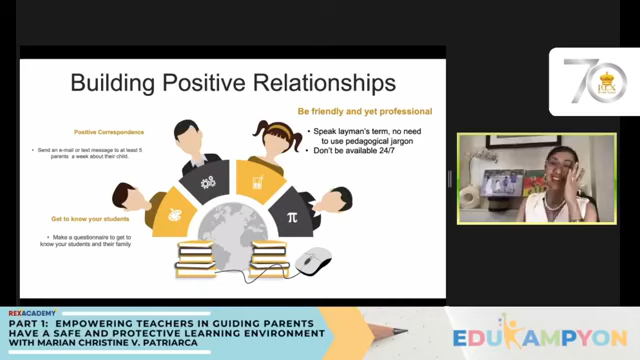 Building Positive Relationships
Be friendly and yet professional
Positive Correspondence
• Speak layman's term, no need
to use pedagogical jargon
• Don't be available 24/7
• Send an e-mail or text message to at least 5
parents a week about their child.
Get to know your students
• Make a questionnaire to get to
know your students and their family
π
70
REX
REXACADEMY
PART 1: EMPOWERING TEACHERS IN GUIDING PARENTS
HAVE A SAFE AND PROTECTIVE LEARNING ENVIRONMENT
WITH MARIAN CHRISTINE V. PATRIARCA
EDUKAMPYON